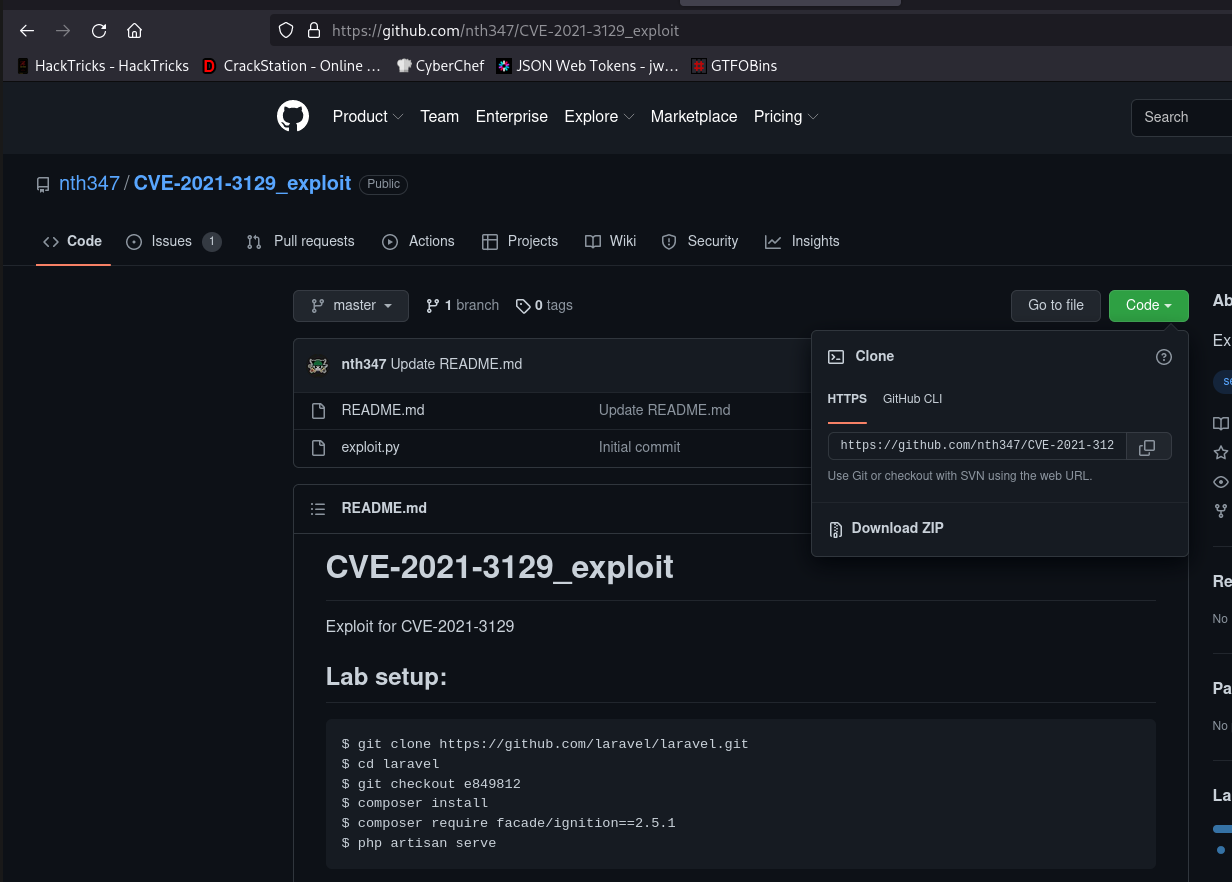 https://github.com/nth347/CVE-2021-3129_exploit
HackTricks - HackTricks CrackStation - Online ... CyberChef JSON Web Tokens - jw... GTFOBins
Product Team Enterprise Explore Marketplace Pricing Search
nth347 / CVE-2021-3129_exploit Public
Code Issues 1 Pull requests Actions Projects Wiki Security Insights
master 1 branch 0 tags Go to file Code
nth347 Update README.md
README.md Update README.md
exploit.py Initial commit
Clone
HTTPS GitHub CLI
https://github.com/nth347/CVE-2021-312
Use Git or checkout with SVN using the web URL.
Download ZIP
README.md
CVE-2021-3129_exploit
Exploit for CVE-2021-3129
Lab setup:
$ git clone https://github.com/laravel/laravel.git
$ cd laravel
$ git checkout e849812
$ composer install
$ composer require facade/ignition==2.5.1
$ php artisan serve
Ab
Ex
se
Re
No
Pa
No
La